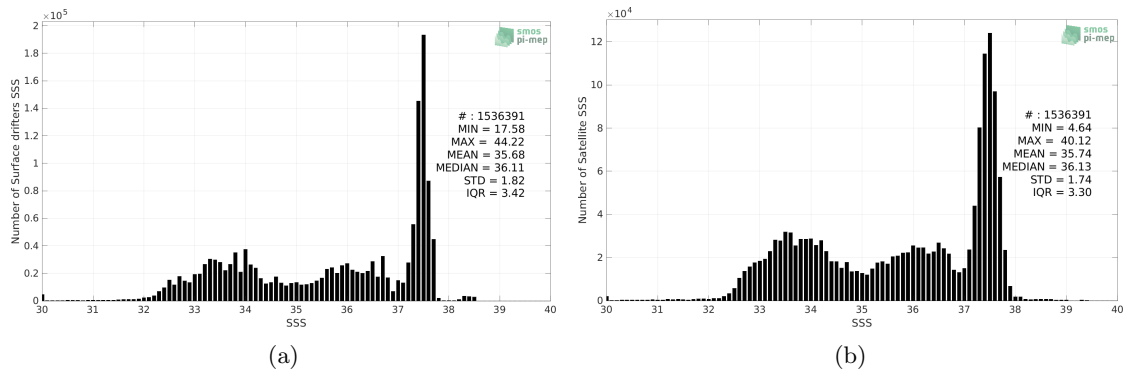 ×10⁵
2
1.8
1.6
1.4
1.2
1
0.8
0.6
0.4
0.2
0
Number of Surface drifters SSS
smos
pi-mep
# : 1536391
MIN = 17.58
MAX = 44.22
MEAN = 35.68
MEDIAN = 36.11
STD = 1.82
IQR = 3.42
30 31 32 33 34 35 36 37 38 39 40
SSS
(a)
×10⁴
12
10
8
6
4
2
0
Number of Satellite SSS
smos
pi-mep
# : 1536391
MIN = 4.64
MAX = 40.12
MEAN = 35.74
MEDIAN = 36.13
STD = 1.74
IQR = 3.30
30 31 32 33 34 35 36 37 38 39 40
SSS
(b)